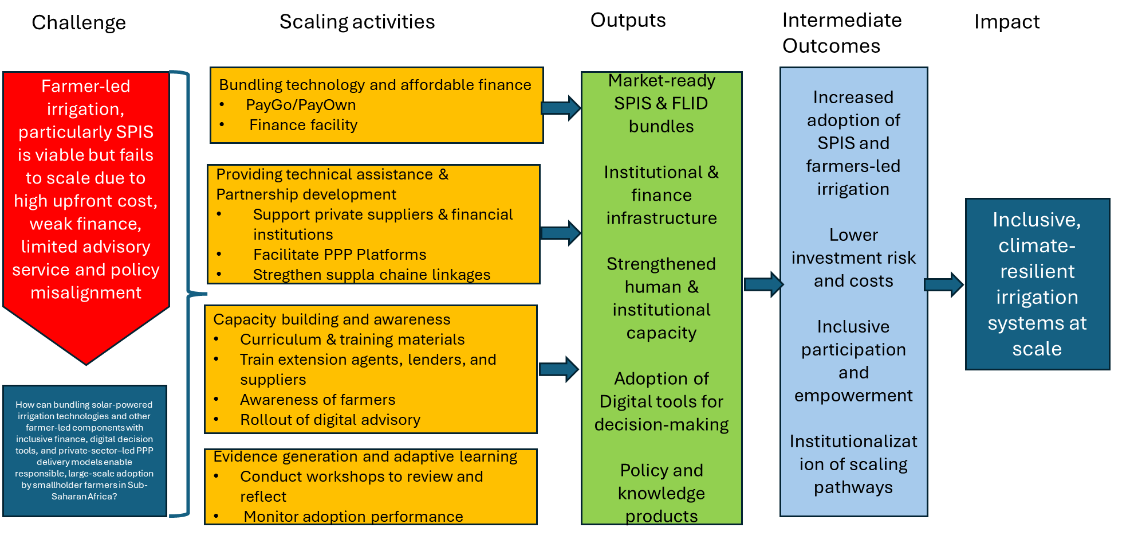 Challenge
Scaling activities
Outputs
Intermediate
Outcomes
Impact
Farmer-led
irrigation,
particularly SPIS
is viable but fails
to scale due to
high upfront cost,
weak finance,
limited advisory
service and policy
misalignment
How can bundling solar-powered
irrigation technologies and other
farmer-led components with
inclusive finance, digital decision
tools, and private-sector–led PPP
delivery models enable
responsible, large-scale adoption
by smallholder farmers in Sub-
Saharan Africa?
Bundling technology and affordable finance
• PayGo/PayOwn
• Finance facility
Providing technical assistance &
Partnership development
• Support private suppliers & financial
institutions
• Facilitate PPP Platforms
• Stregthen suppla chaine linkages
Capacity building and awareness
• Curriculum & training materials
• Train extension agents, lenders, and
suppliers
• Awareness of farmers
• Rollout of digital advisory
Evidence generation and adaptive learning
• Conduct workshops to review and
reflect
• Monitor adoption performance
Market-ready
SPIS & FLID
bundles
Institutional &
finance
infrastructure
Strengthened
human &
institutional
capacity
Adoption of
Digital tools for
decision-making
Policy and
knowledge
products
Increased
adoption of
SPIS and
farmers-led
irrigation
Lower
investment risk
and costs
Inclusive
participation
and
empowerment
Institutionalizat
ion of scaling
pathways
Inclusive,
climate-
resilient
irrigation
systems at
scale